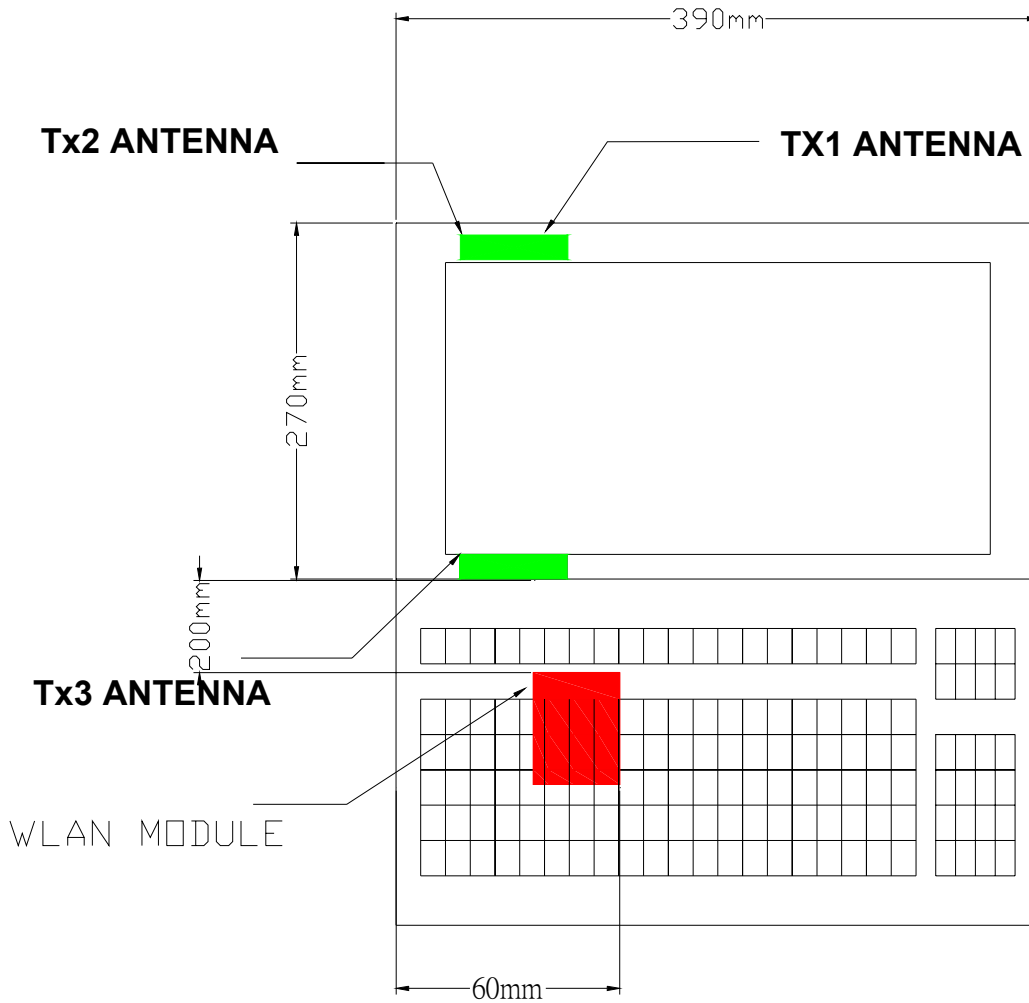 390mm
Tx2 ANTENNA
TX1 ANTENNA
270mm
200mm
Tx3 ANTENNA
WLAN MODULE
60mm